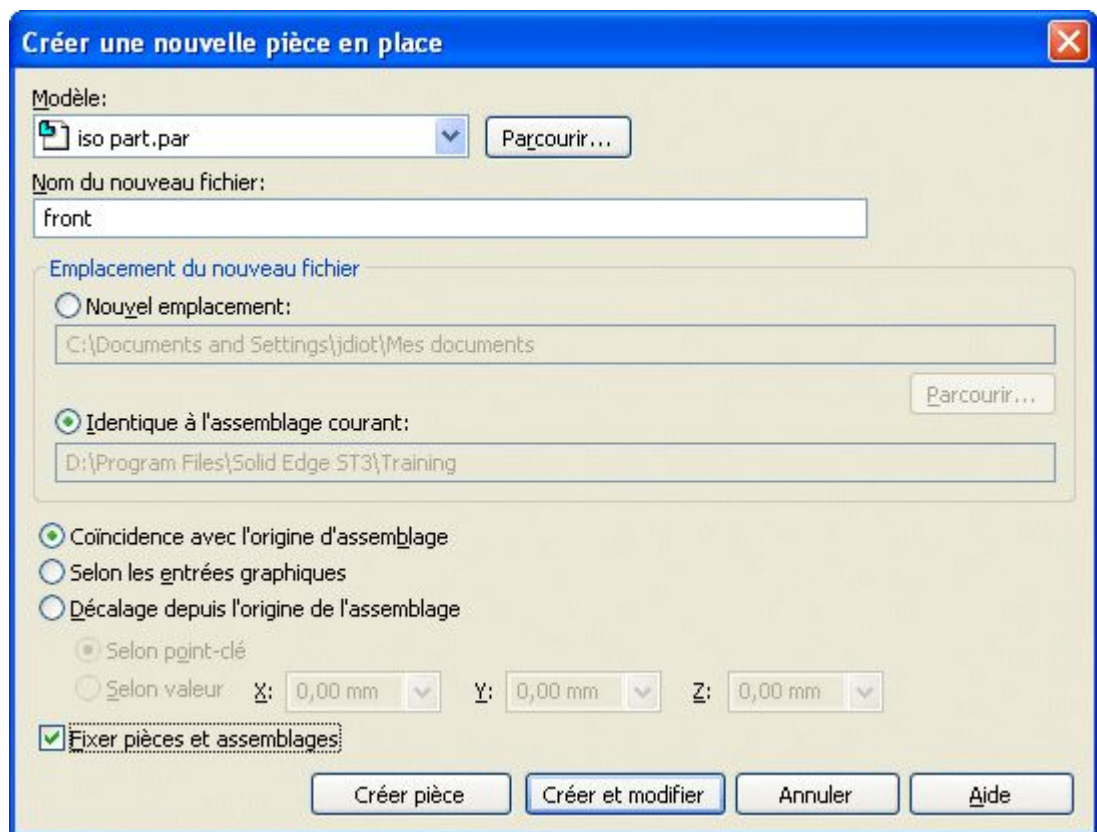 Créer une nouvelle pièce en place
Modèle:
iso part.par
Parcourir...
Nom du nouveau fichier:
front
Emplacement du nouveau fichier
Nouvel emplacement:
C:\Documents and Settings\jdiot\Mes documents
Parcourir...
Identique à l'assemblage courant:
D:\Program Files\Solid Edge ST3\Training
Coïncidence avec l'origine d'assemblage
Selon les entrées graphiques
Décalage depuis l'origine de l'assemblage
Selon point-clé
Selon valeur X: 0,00 mm Y: 0,00 mm Z: 0,00 mm
Fixer pièces et assemblages
Créer pièce Créer et modifier Annuler Aide